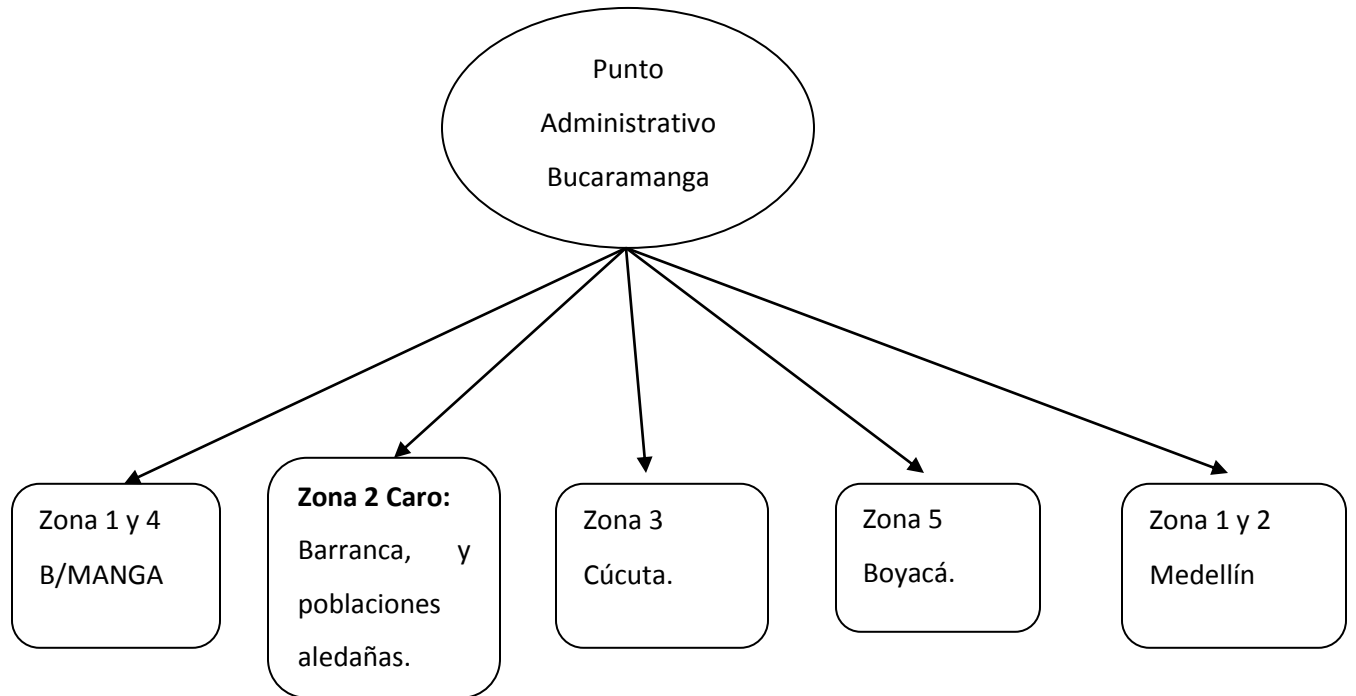 Punto
Administrativo
Bucaramanga
Zona 1 y 4
B/MANGA
Zona 2 Caro:
Barranca, y
poblaciones
aledañas.
Zona 3
Cúcuta.
Zona 5
Boyacá.
Zona 1 y 2
Medellín